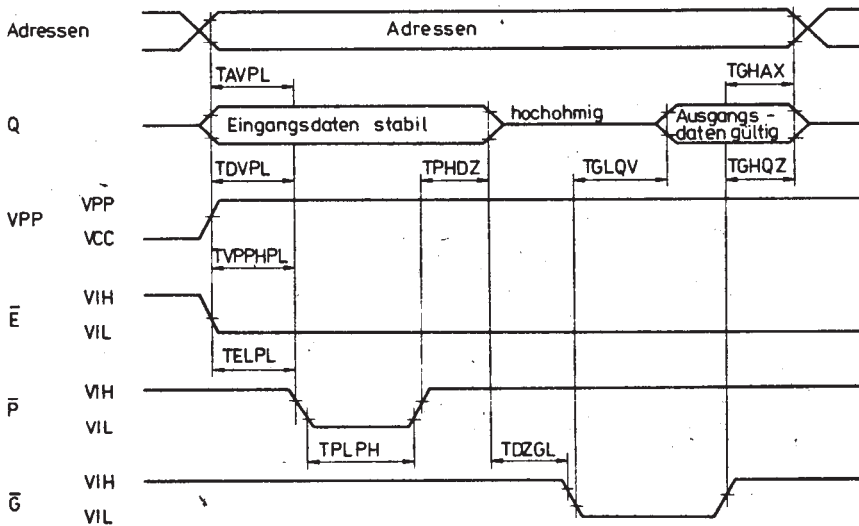 Adressen
Adressen
TAVPL
TGHAX
Q
Eingangsdaten stabil
hochohmig
Ausgangs-
daten gültig
TDVPL
TPHDZ
TGLQV
TGHQZ
VPP
VPP
VCC
TVPPHPL
E̅
VIH
VIL
TELPL
P̅
VIH
VIL
TPLPH
TDZGL
G̅
VIH
VIL